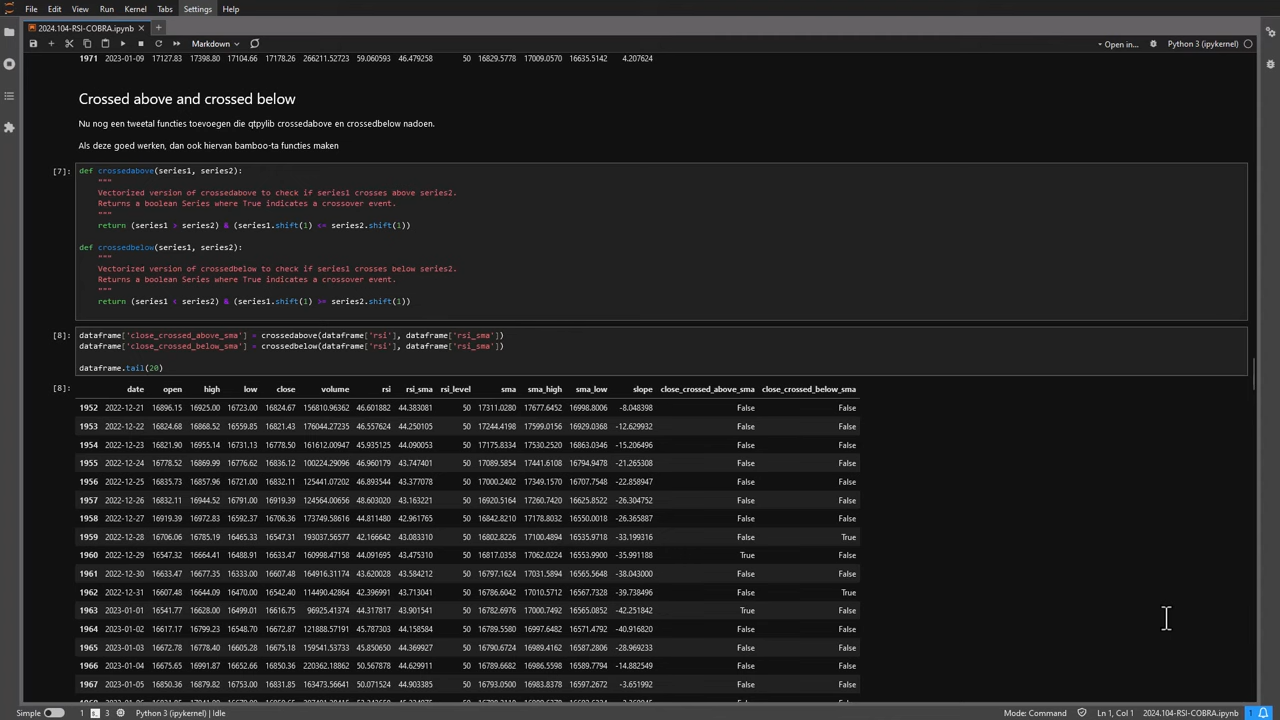 File Edit View Run Kernel Tabs Settings Help
2024.104-RSI-COBRA.ipynb
Markdown Open in... Python 3 (ipykernel)
1971 2023-01-09 17127.83 17398.80 17104.66 17178.26 266211.52723 59.060593 46.479258 50 16829.5778 17009.0570 16635.5142 4.207624
Crossed above and crossed below
Nu nog een tweetal functies toevoegen die qtpylib crossedabove en crossedbelow nadoen.
Als deze goed werken, dan ook hiervan bamboo-ta functies maken
[7]: def crossedabove(series1, series2):
"""
Vectorized version of crossedabove to check if series1 crosses above series2.
Returns a boolean Series where True indicates a crossover event.
"""
return (series1 > series2) & (series1.shift(1) <= series2.shift(1))
def crossedbelow(series1, series2):
"""
Vectorized version of crossedbelow to check if series1 crosses below series2.
Returns a boolean Series where True indicates a crossover event.
"""
return (series1 < series2) & (series1.shift(1) >= series2.shift(1))
[8]: dataframe['close_crossed_above_sma'] = crossedabove(dataframe['rsi'], dataframe['rsi_sma'])
dataframe['close_crossed_below_sma'] = crossedbelow(dataframe['rsi'], dataframe['rsi_sma'])
dataframe.tail(20)
[8]: date open high low close volume rsi rsi_sma rsi_level sma sma_high sma_low slope close_crossed_above_sma close_crossed_below_sma
1952 2022-12-21 16896.15 16925.00 16723.00 16824.67 156810.96362 46.601882 44.383081 50 17311.0280 17677.6452 16998.8006 -8.048398 False False
1953 2022-12-22 16824.68 16868.52 16559.85 16821.43 176044.27235 46.557624 44.250105 50 17244.4198 17599.0156 16929.0368 -12.629932 False False
1954 2022-12-23 16821.90 16955.14 16731.13 16778.50 161612.00947 45.935125 44.090053 50 17175.8334 17530.2520 16863.0346 -15.206496 False False
1955 2022-12-24 16778.52 16869.99 16776.62 16836.12 100224.29096 46.960179 43.747401 50 17089.5854 17441.6108 16794.9478 -21.265308 False False
1956 2022-12-25 16835.73 16857.96 16721.00 16832.11 125441.07202 46.893544 43.377078 50 17000.2402 17349.1570 16707.7548 -22.858947 False False
1957 2022-12-26 16832.11 16944.52 16791.00 16919.39 124564.00656 48.603020 43.163221 50 16920.5164 17260.7420 16625.8522 -26.304752 False False
1958 2022-12-27 16919.39 16972.83 16592.37 16706.36 173749.58616 44.811480 42.961765 50 16842.8210 17178.8032 16550.0018 -26.365887 False False
1959 2022-12-28 16706.06 16785.19 16465.33 16547.31 193037.56577 42.166642 43.083310 50 16802.8226 17100.4894 16535.9718 -33.199316 False True
1960 2022-12-29 16547.32 16664.41 16488.91 16633.47 160998.47158 44.091695 43.475310 50 16817.0358 17062.0224 16553.9900 -35.991188 True False
1961 2022-12-30 16633.47 16677.35 16333.00 16607.48 164916.31174 43.620028 43.584212 50 16797.1624 17031.5894 16565.5648 -38.043000 False False
1962 2022-12-31 16607.48 16644.09 16470.00 16542.40 114490.42864 42.396991 43.713041 50 16786.6042 17010.5712 16567.7328 -39.738496 False True
1963 2023-01-01 16541.77 16628.00 16499.01 16616.75 96925.41374 44.317817 43.901541 50 16782.6976 17000.7492 16565.0852 -42.251842 True False
1964 2023-01-02 16617.17 16799.23 16548.70 16672.87 121888.57191 45.787303 44.158584 50 16789.5580 16997.6482 16571.4792 -40.916820 False False
1965 2023-01-03 16672.78 16778.40 16605.28 16675.18 159541.53733 45.850650 44.369927 50 16790.6724 16989.4162 16587.2806 -28.969233 False False
1966 2023-01-04 16675.65 16991.87 16652.66 16850.36 220362.18862 50.567878 44.629911 50 16789.6682 16986.5598 16589.7794 -14.882549 False False
1967 2023-01-05 16850.36 16879.82 16753.00 16831.85 163473.56641 50.071524 44.903385 50 16793.0500 16983.8378 16597.2672 -3.651992 False False
Simple 1 3 Python 3 (ipykernel) | Idle Mode: Command Ln 1, Col 1 2024.104-RSI-COBRA.ipynb 1